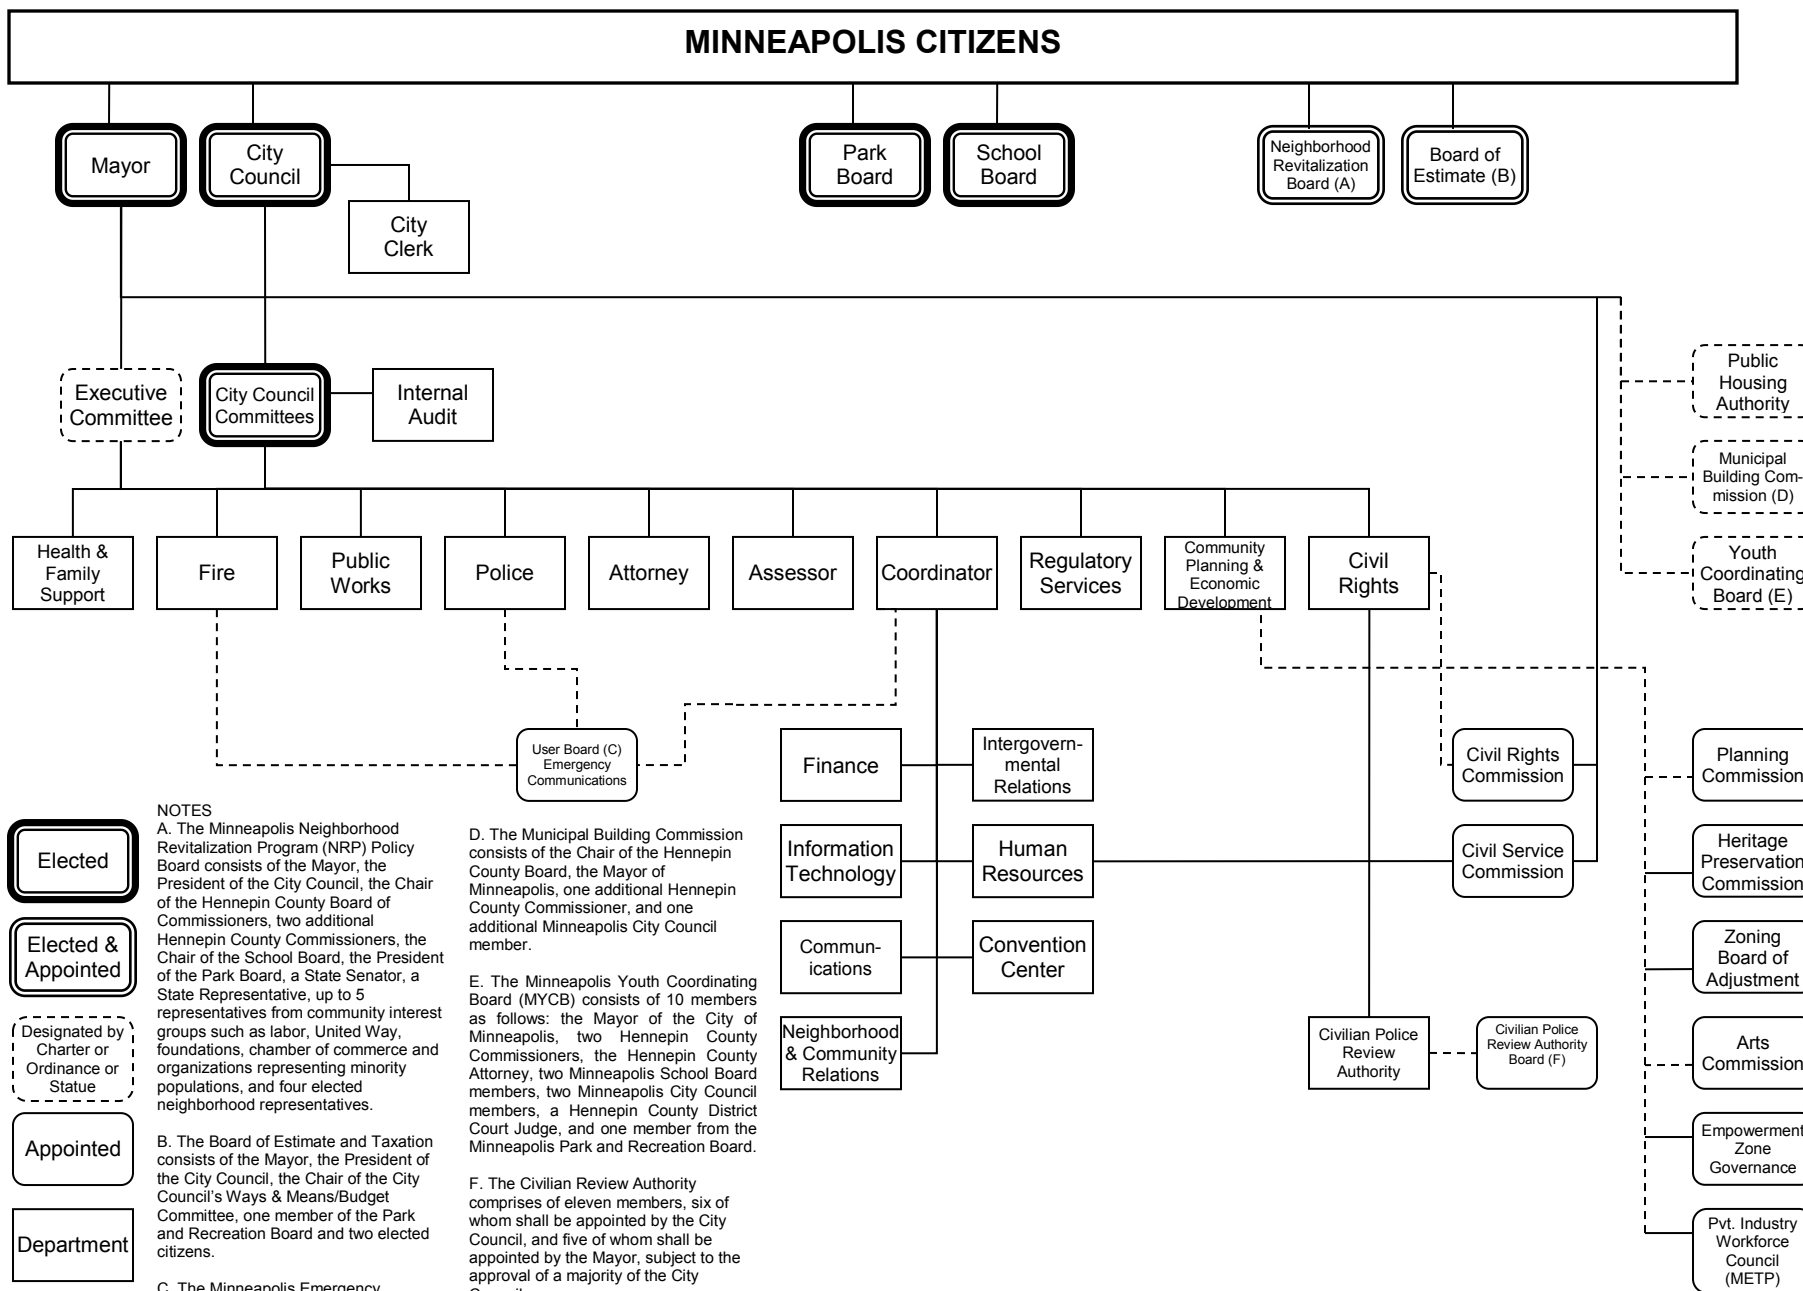 MINNEAPOLIS CITIZENS
Mayor
City
Council
Park
Board
School
Board
Neighborhood
Revitalization
Board (A)
Board of
Estimate (B)
City
Clerk
Executive
Committee
City Council
Committees
Internal
Audit
Public
Housing
Authority
Municipal
Building Com-
mission (D)
Youth
Coordinating
Board (E)
Health &
Family
Support
Fire
Public
Works
Police
Attorney
Assessor
Coordinator
Regulatory
Services
Community
Planning &
Economic
Development
Civil
Rights
User Board (C)
Emergency
Communications
Finance
Intergovern-
mental
Relations
Civil Rights
Commission
Planning
Commission
Information
Technology
Human
Resources
Civil Service
Commission
Heritage
Preservation
Commission
Commun-
ications
Convention
Center
Zoning
Board of
Adjustment
Neighborhood
& Community
Relations
Civilian Police
Review
Authority
Civilian Police
Review Authority
Board (F)
Arts
Commission
Empowerment
Zone
Governance
Pvt. Industry
Workforce
Council
(METP)
Elected
Elected &
Appointed
Designated by
Charter or
Ordinance or
Statue
Appointed
Department
NOTES
A. The Minneapolis Neighborhood
Revitalization Program (NRP) Policy
Board consists of the Mayor, the
President of the City Council, the Chair
of the Hennepin County Board of
Commissioners, two additional
Hennepin County Commissioners, the
Chair of the School Board, the President
of the Park Board, a State Senator, a
State Representative, up to 5
representatives from community interest
groups such as labor, United Way,
foundations, chamber of commerce and
organizations representing minority
populations, and four elected
neighborhood representatives.
B. The Board of Estimate and Taxation
consists of the Mayor, the President of
the City Council, the Chair of the City
Council's Ways & Means/Budget
Committee, one member of the Park
and Recreation Board and two elected
citizens.
C. The Minneapolis Emergency
D. The Municipal Building Commission
consists of the Chair of the Hennepin
County Board, the Mayor of
Minneapolis, one additional Hennepin
County Commissioner, and one
additional Minneapolis City Council
member.
E. The Minneapolis Youth Coordinating
Board (MYCB) consists of 10 members
as follows: the Mayor of the City of
Minneapolis, two Hennepin County
Commissioners, the Hennepin County
Attorney, two Minneapolis School Board
members, two Minneapolis City Council
members, a Hennepin County District
Court Judge, and one member from the
Minneapolis Park and Recreation Board.
F. The Civilian Review Authority
comprises of eleven members, six of
whom shall be appointed by the City
Council, and five of whom shall be
appointed by the Mayor, subject to the
approval of a majority of the City